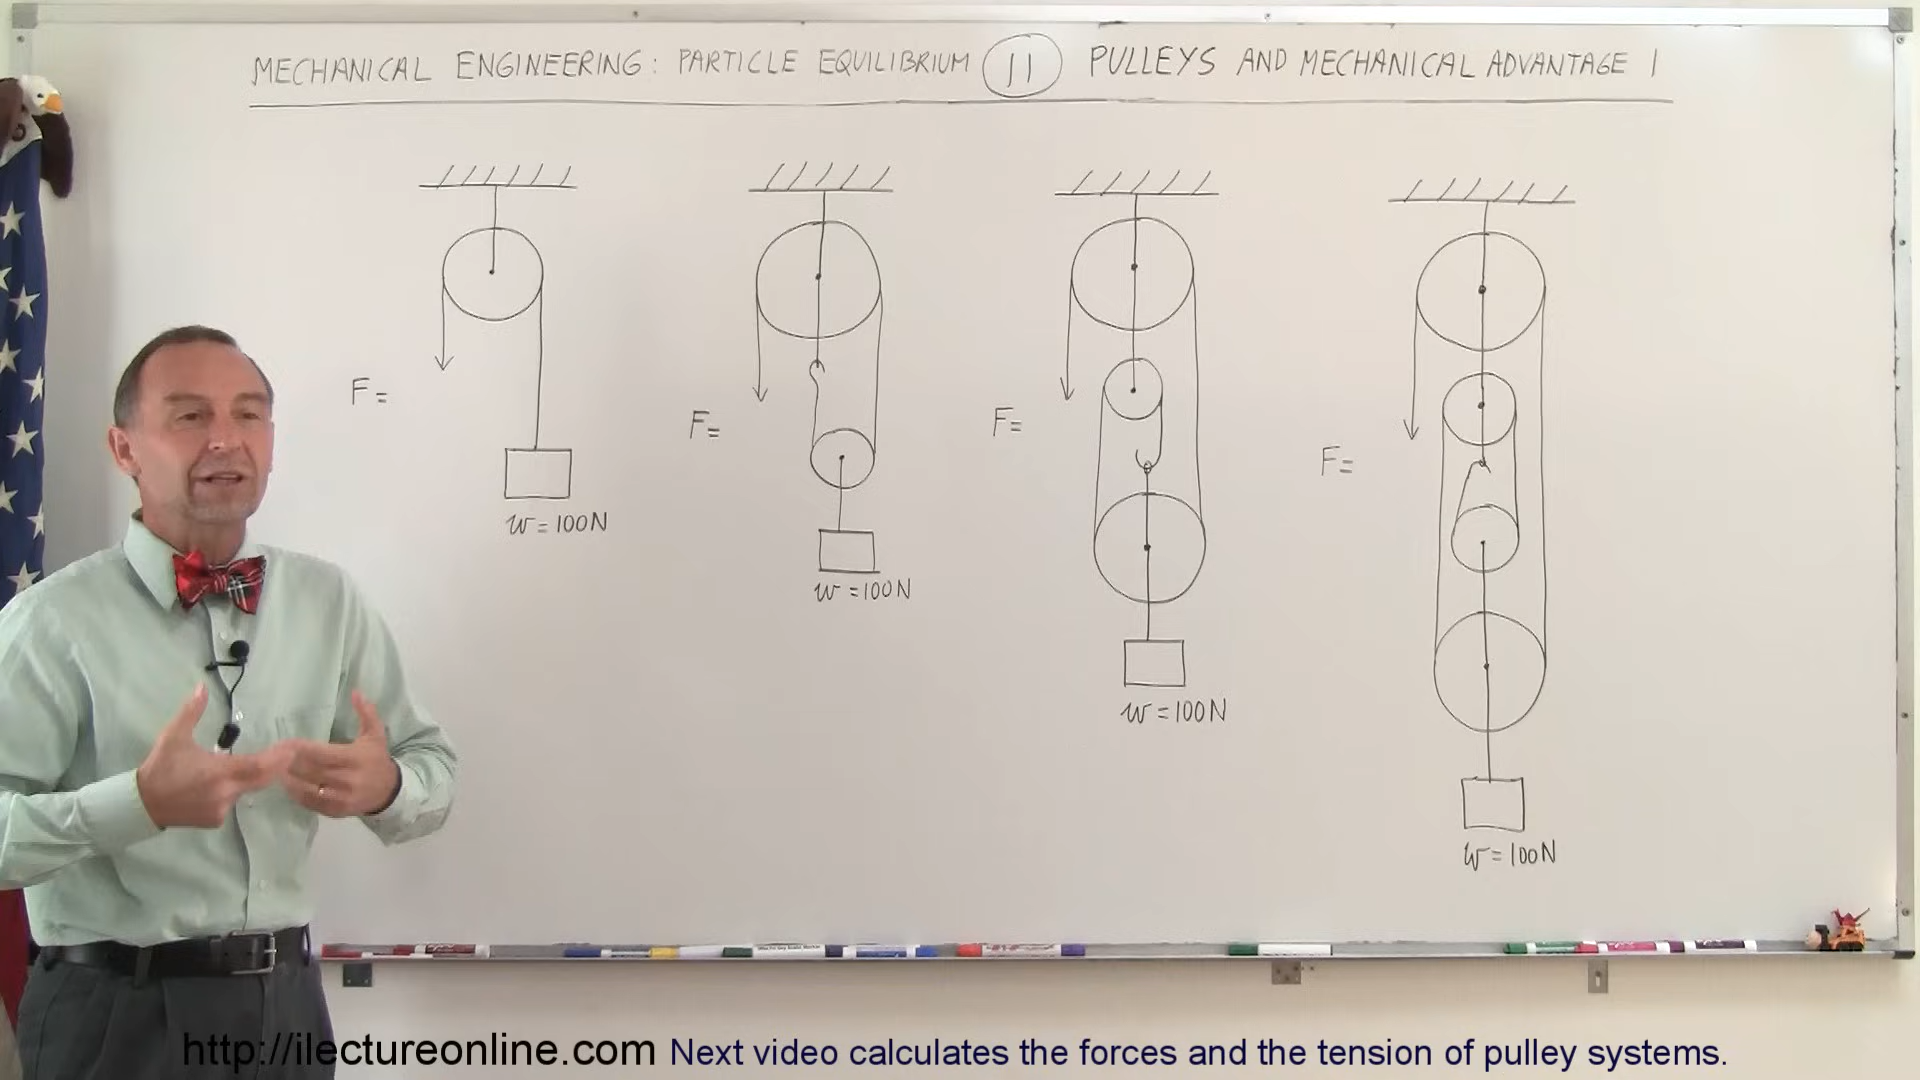 MECHANICAL ENGINEERING: PARTICLE EQUILIBRIUM 11 PULLEYS AND MECHANICAL ADVANTAGE 1
F=
W=100N
F=
W=100N
F=
W=100N
F=
W=100N
http://ilectureonline.com Next video calculates the forces and the tension of pulley systems.